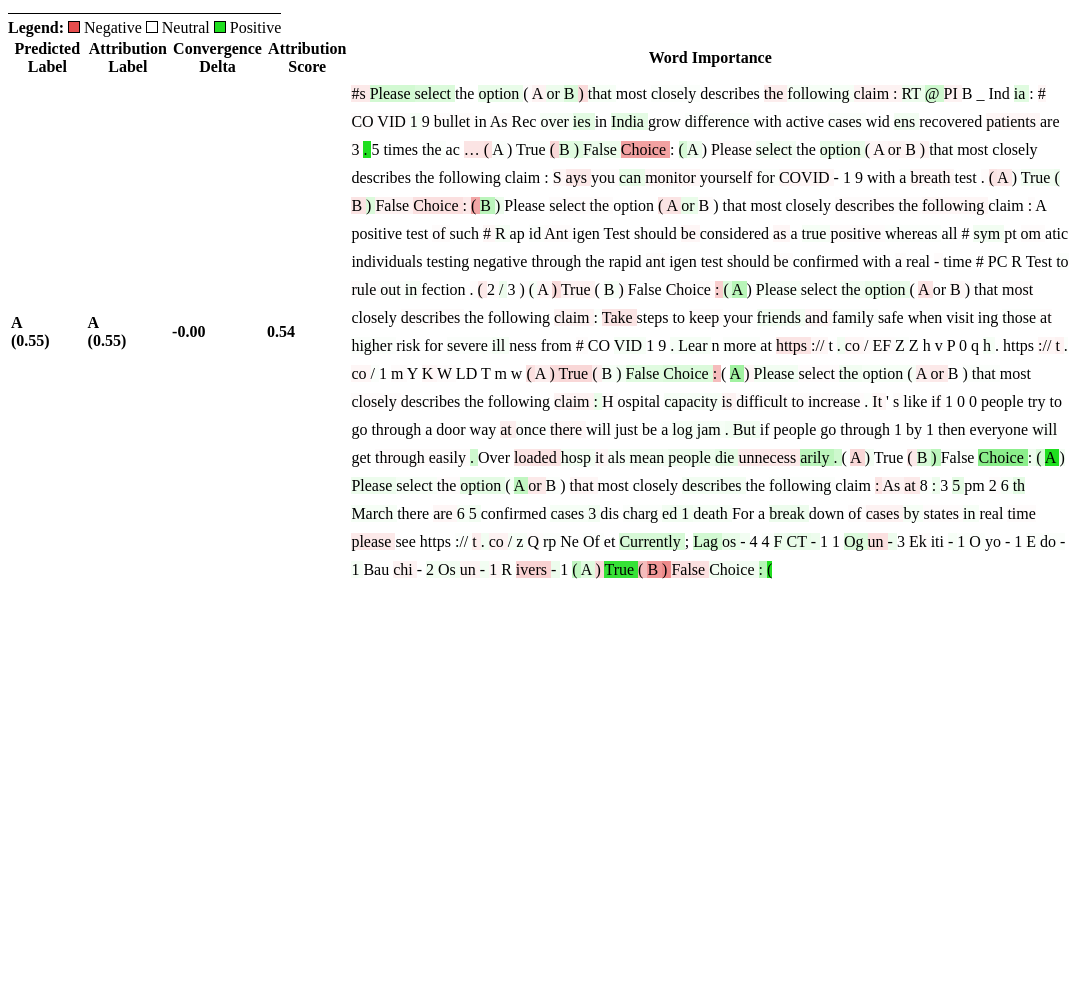 Legend: Negative Neutral Positive
Predicted Label Attribution Label Convergence Delta Attribution Score Word Importance
A (0.55) A (0.55) -0.00 0.54
#s Please select the option ( A or B ) that most closely describes the following claim : RT @ PI B _ Ind ia : #
CO VID 1 9 bullet in As Rec over ies in India grow difference with active cases wid ens recovered patients are
3 . 5 times the ac … ( A ) True ( B ) False Choice : ( A ) Please select the option ( A or B ) that most closely
describes the following claim : S ays you can monitor yourself for COVID - 1 9 with a breath test . ( A ) True (
B ) False Choice : ( B ) Please select the option ( A or B ) that most closely describes the following claim : A
positive test of such # R ap id Ant igen Test should be considered as a true positive whereas all # sym pt om atic
individuals testing negative through the rapid ant igen test should be confirmed with a real - time # PC R Test to
rule out in fection . ( 2 / 3 ) ( A ) True ( B ) False Choice : ( A ) Please select the option ( A or B ) that most
closely describes the following claim : Take steps to keep your friends and family safe when visit ing those at
higher risk for severe ill ness from # CO VID 1 9 . Lear n more at https :// t . co / EF Z Z h v P 0 q h . https :// t .
co / 1 m Y K W LD T m w ( A ) True ( B ) False Choice : ( A ) Please select the option ( A or B ) that most
closely describes the following claim : H ospital capacity is difficult to increase . It ' s like if 1 0 0 people try to
go through a door way at once there will just be a log jam . But if people go through 1 by 1 then everyone will
get through easily . Over loaded hosp it als mean people die unnecess arily . ( A ) True ( B ) False Choice : ( A )
Please select the option ( A or B ) that most closely describes the following claim : As at 8 : 3 5 pm 2 6 th
March there are 6 5 confirmed cases 3 dis charg ed 1 death For a break down of cases by states in real time
please see https :// t . co / z Q rp Ne Of et Currently ; Lag os - 4 4 F CT - 1 1 Og un - 3 Ek iti - 1 O yo - 1 E do -
1 Bau chi - 2 Os un - 1 R ivers - 1 ( A ) True ( B ) False Choice : (